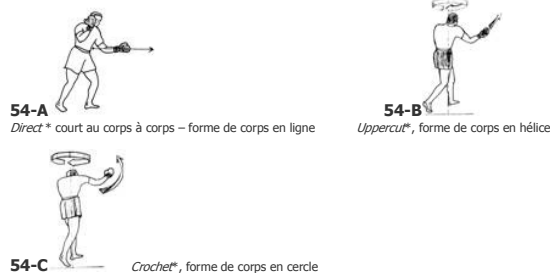 54-A
Direct * court au corps à corps – forme de corps en ligne
54-B
Uppercut*, forme de corps en hélice
54-C Crochet*, forme de corps en cercle